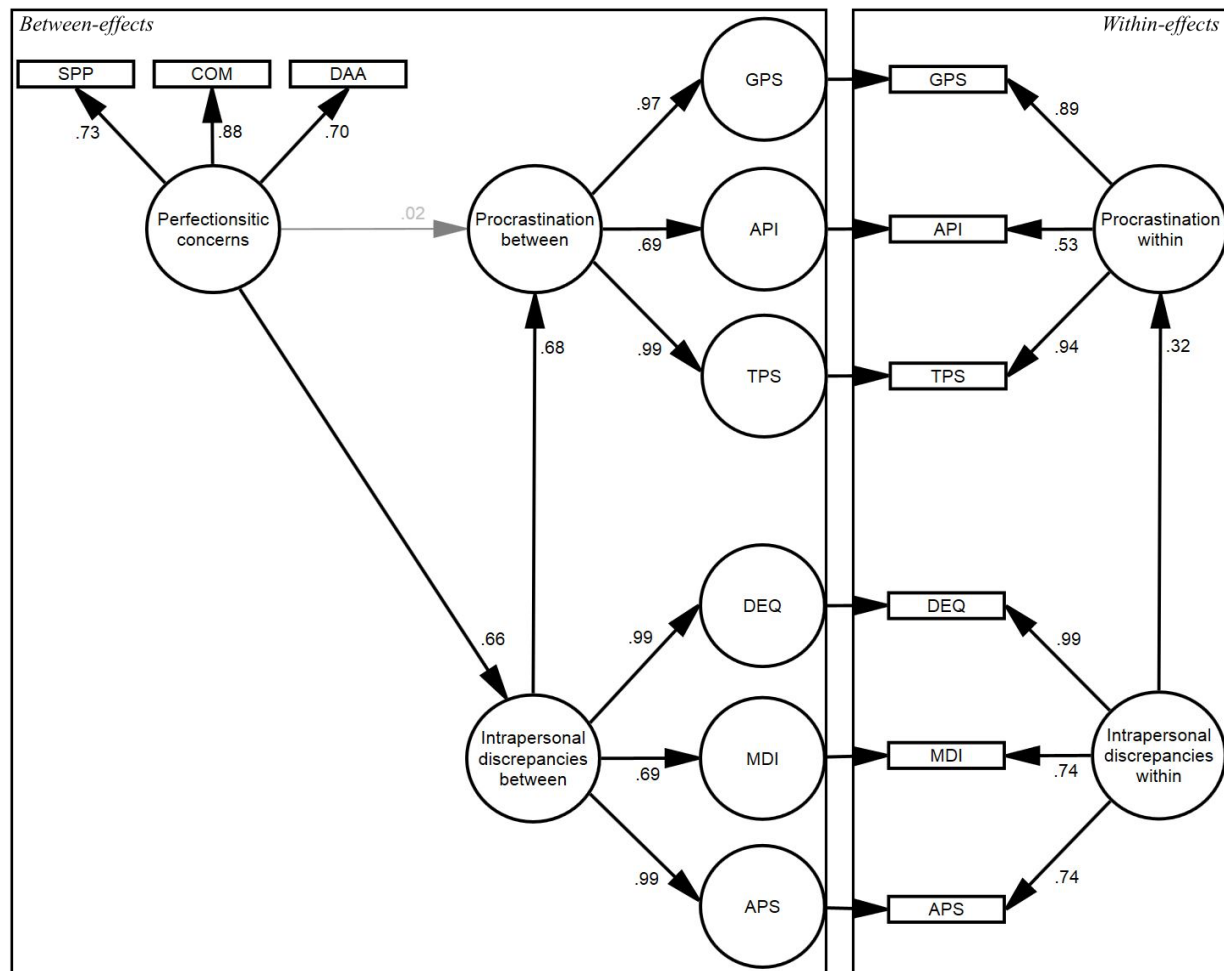 Between-effects
Within-effects
SPP
COM
DAA
GPS
GPS
.73
.88
.70
.97
.89
Perfectionsitic
concerns
.02
Procrastination
between
.69
API
API
.53
Procrastination
within
.68
.99
TPS
TPS
.94
.32
.66
.99
DEQ
DEQ
.99
Intrapersonal
discrepancies
between
.69
MDI
MDI
.74
Intrapersonal
discrepancies
within
.99
APS
APS
.74